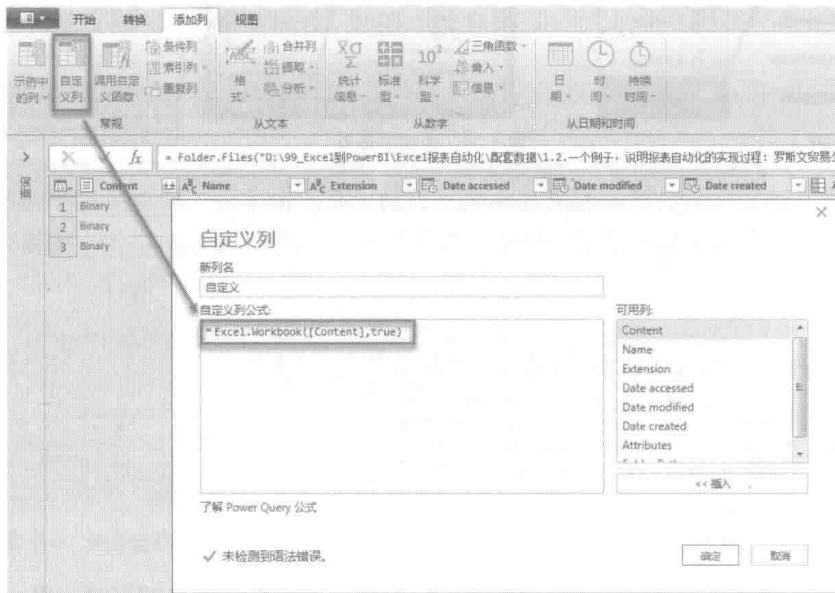 开始 转换 添加列 视图
条件列 合并列 三角函数
索引列 提取 舍入
重复列 分析 信息
示例中的列 自定义列 调用自定义函数 格式 统计信息 标准型 科学型 日期 时间 持续时间
常规 从文本 从数字 从日期和时间
fx = Folder.Files("D:\99_Excel到PowerBI\Excel报表自动化\配套数据\1.2.一个例子，说明报表自动化的实现过程：罗斯文贸易公
Content Name Extension Date accessed Date modified Date created
1 Binary
2 Binary
3 Binary
自定义列
新列名
自定义
自定义列公式:
= Excel.Workbook([Content],true)
可用列:
Content
Name
Extension
Date accessed
Date modified
Date created
Attributes
<< 插入
了解 Power Query 公式
未检测到语法错误。
确定 取消